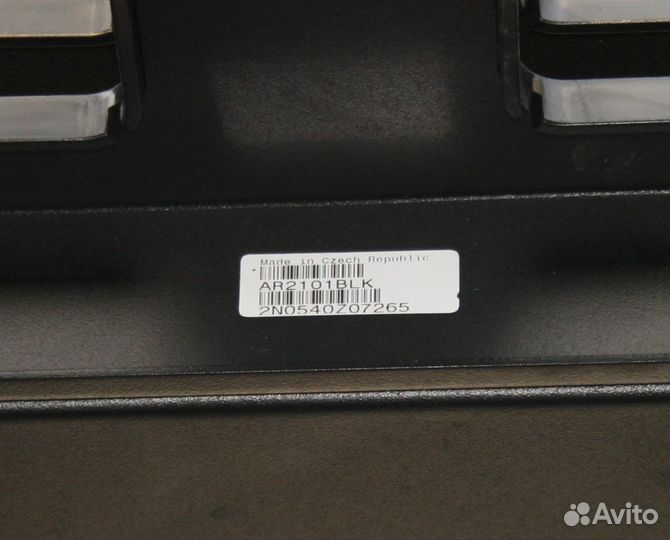 Made in Czech Republic
AR2101BLK
2N0540Z07265
Avito